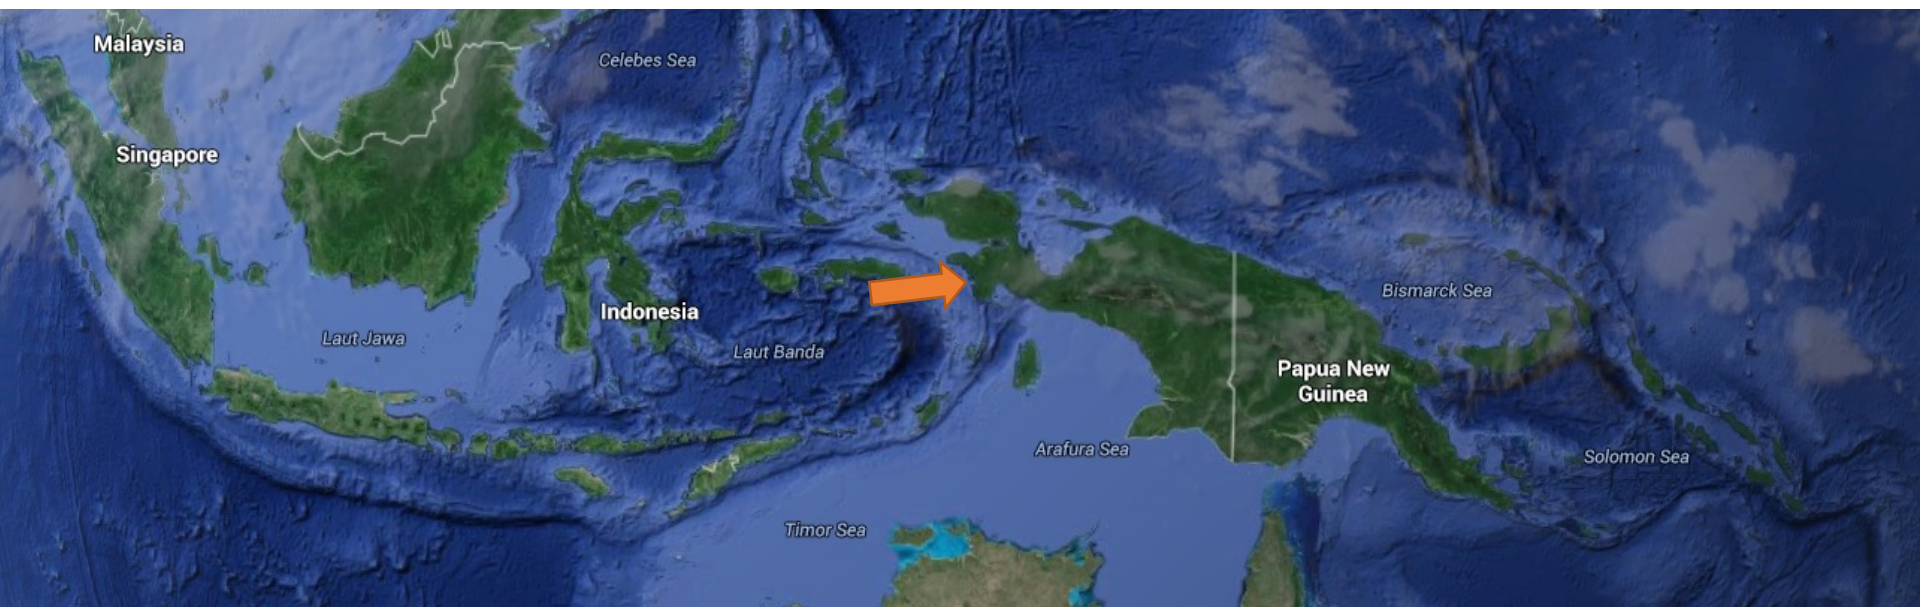 Malaysia
Celebes Sea
Singapore
Indonesia
Laut Jawa
Laut Banda
Bismarck Sea
Papua New
Guinea
Arafura Sea
Solomon Sea
Timor Sea